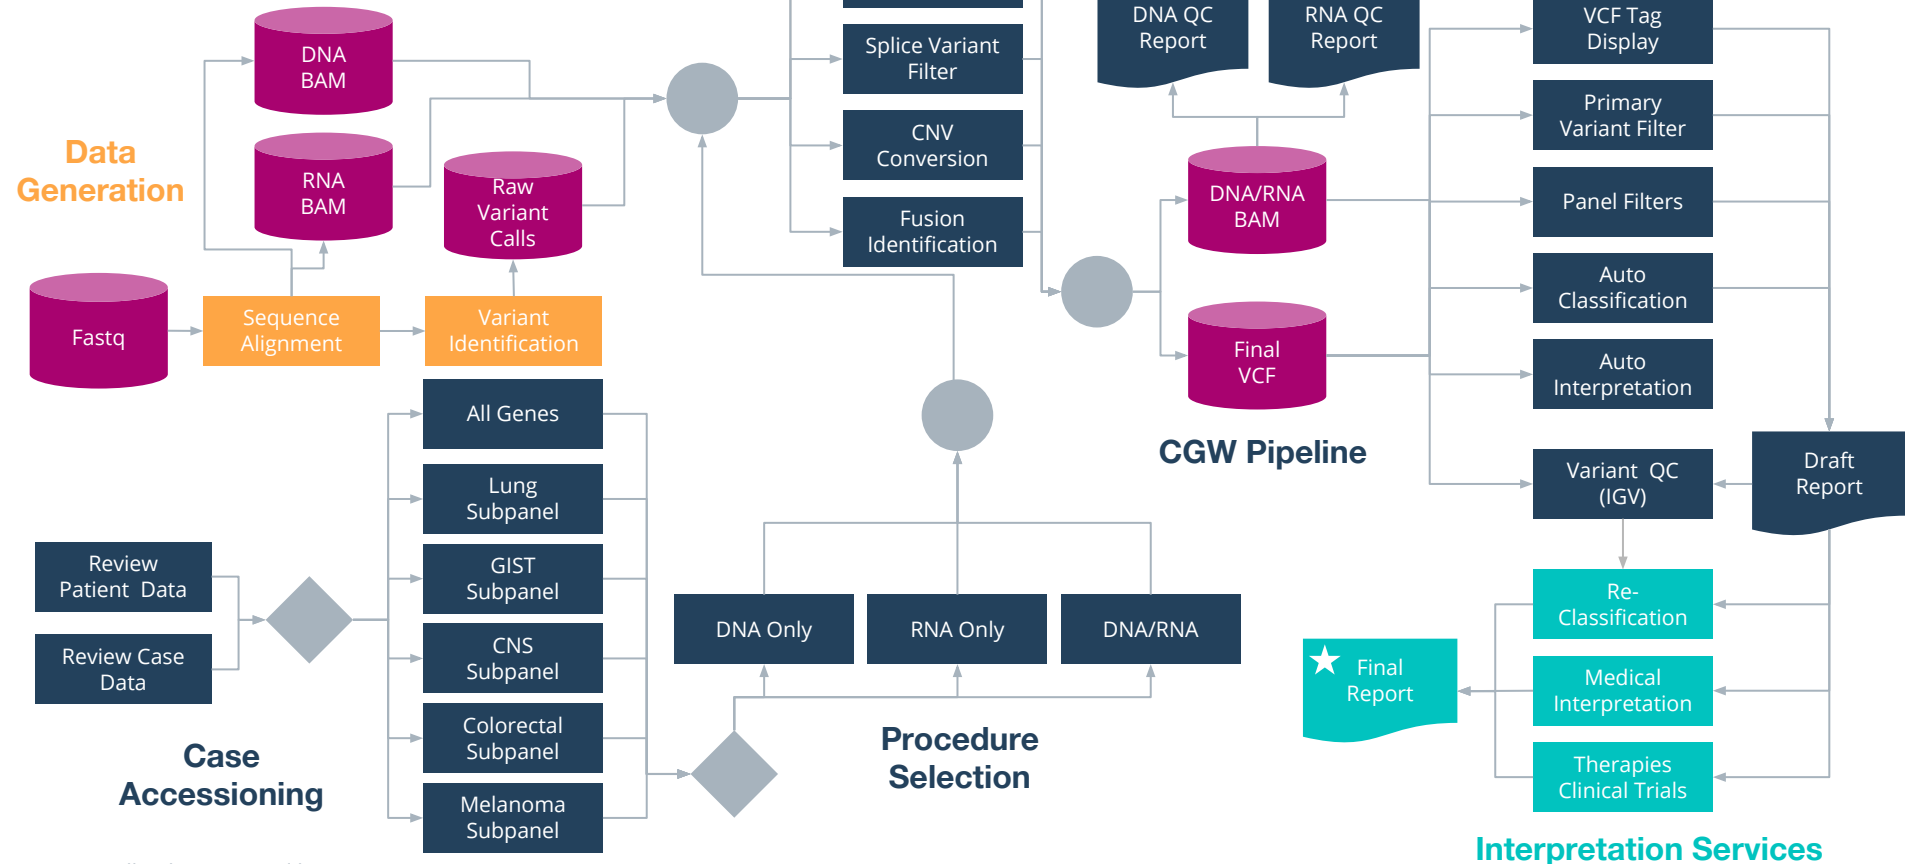 DNA
BAM
Splice Variant
Filter
DNA QC
Report
RNA QC
Report
VCF Tag
Display
Data
Generation
RNA
BAM
Raw
Variant
Calls
CNV
Conversion
Primary
Variant Filter
Fusion
Identification
DNA/RNA
BAM
Panel Filters
Fastq
Sequence
Alignment
Variant
Identification
Final
VCF
Auto
Classification
Auto
Interpretation
CGW Pipeline
All Genes
Lung
Subpanel
GIST
Subpanel
CNS
Subpanel
Colorectal
Subpanel
Melanoma
Subpanel
Review
Patient Data
Review Case
Data
Case
Accessioning
DNA Only
RNA Only
DNA/RNA
Procedure
Selection
Variant QC
(IGV)
Draft
Report
Re-
Classification
Medical
Interpretation
Therapies
Clinical Trials
Final
Report
Interpretation Services